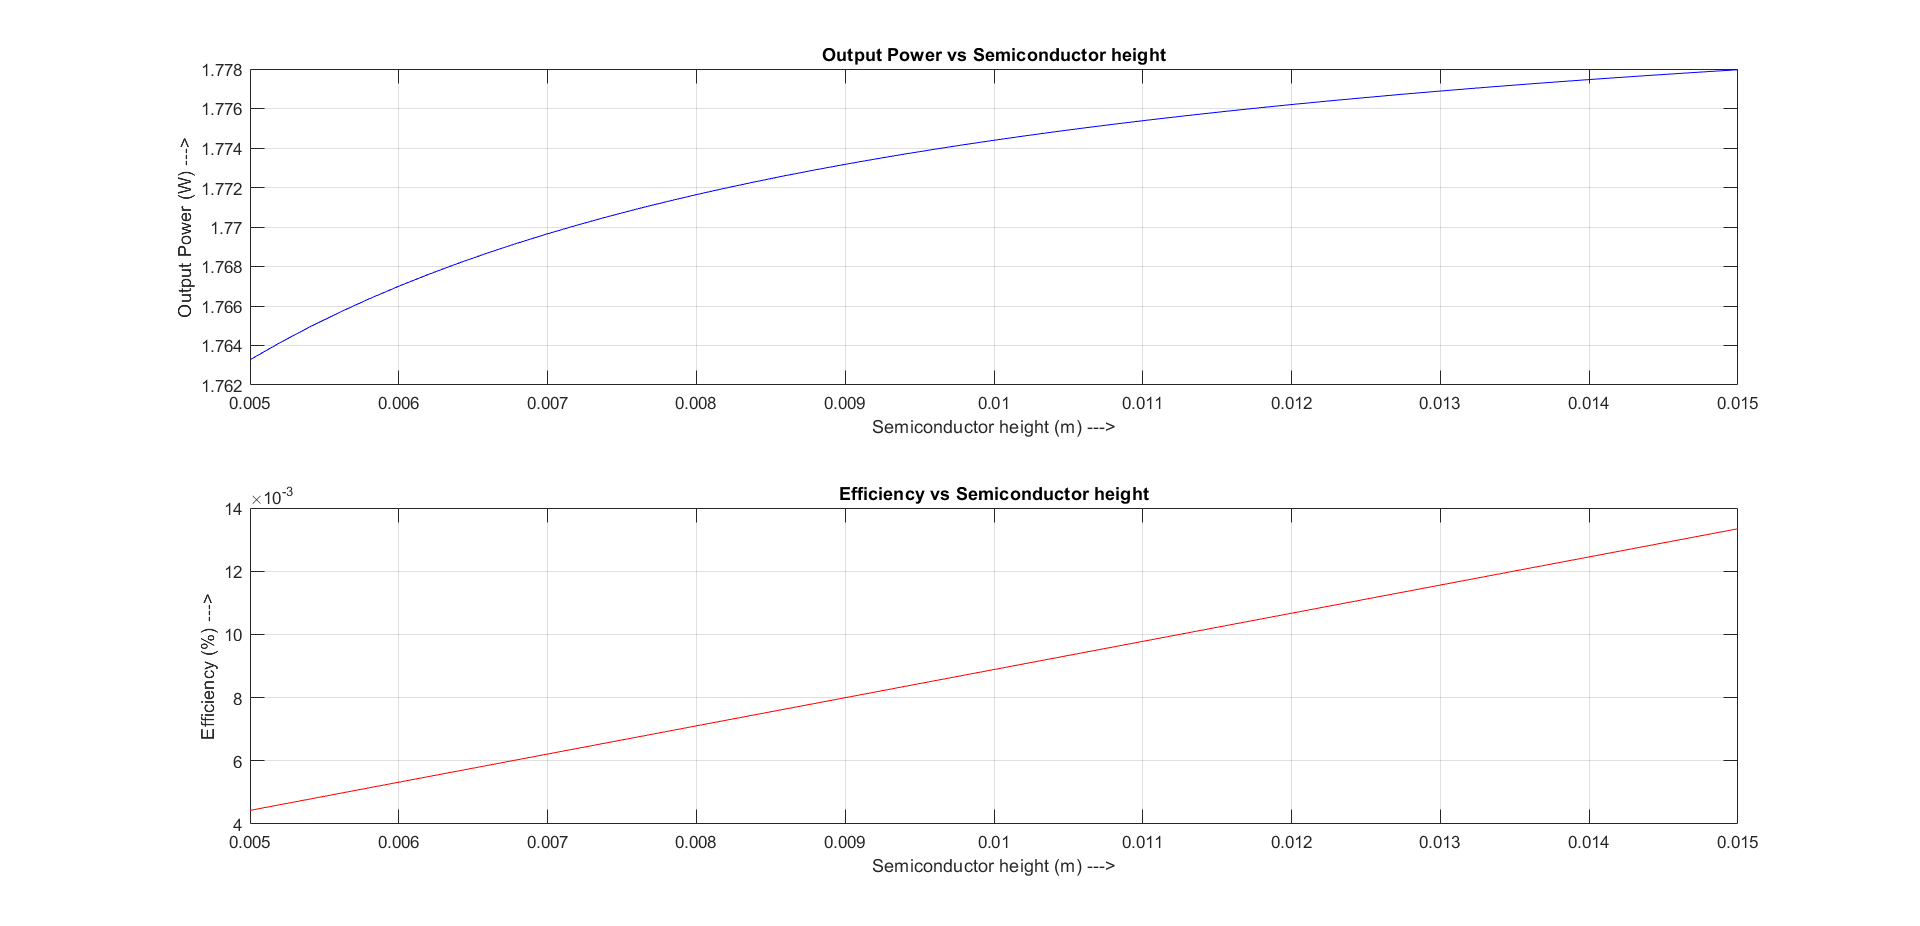 Output Power vs Semiconductor height
1.778
1.776
1.774
1.772
1.77
1.768
1.766
1.764
1.762
Output Power (W) --->
0.005 0.006 0.007 0.008 0.009 0.01 0.011 0.012 0.013 0.014 0.015
Semiconductor height (m) --->
Efficiency vs Semiconductor height
×10-3
14
12
10
8
6
4
Efficiency (%) --->
0.005 0.006 0.007 0.008 0.009 0.01 0.011 0.012 0.013 0.014 0.015
Semiconductor height (m) --->